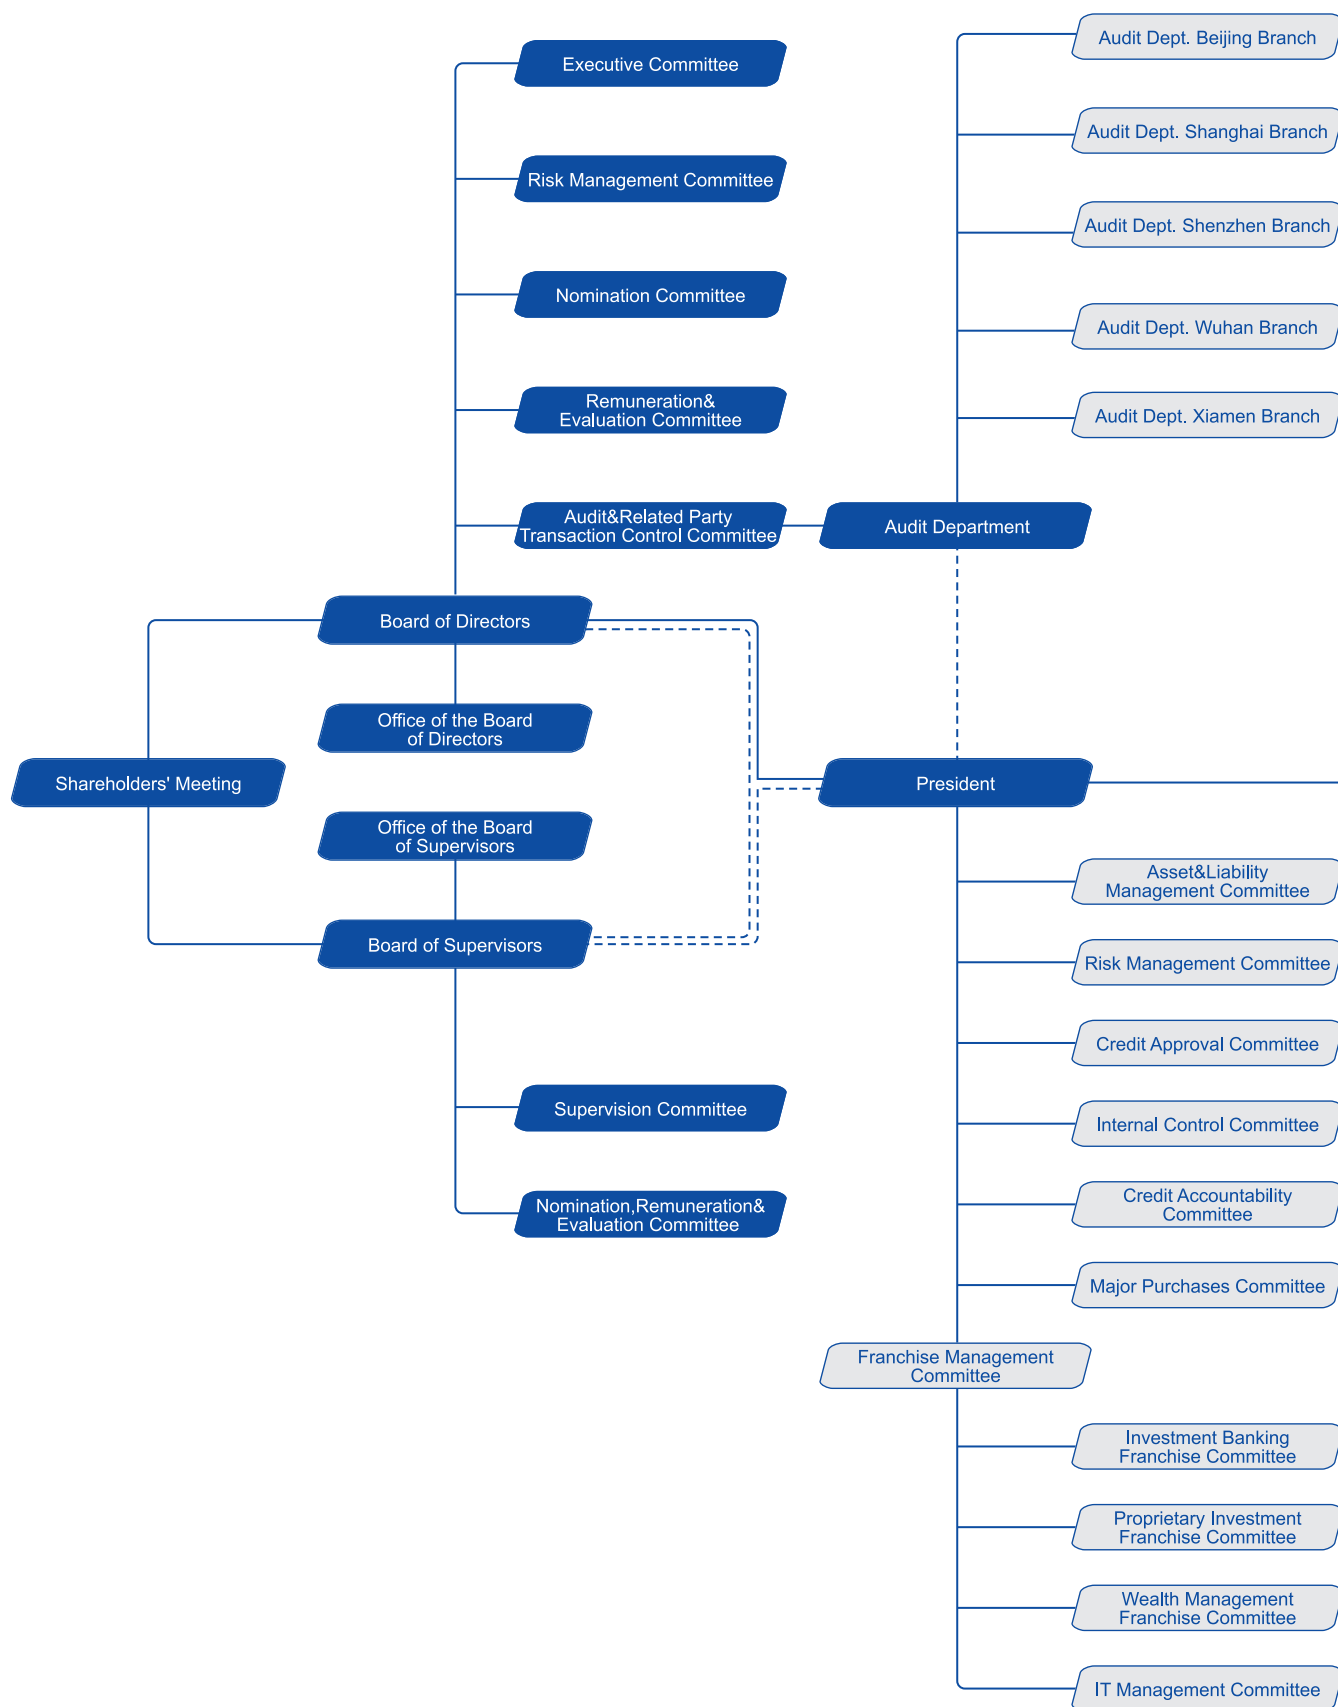 Executive Committee
Risk Management Committee
Nomination Committee
Remuneration&
Evaluation Committee
Audit&Related Party
Transaction Control Committee
Board of Directors
Office of the Board
of Directors
Shareholders' Meeting
Office of the Board
of Supervisors
Board of Supervisors
Supervision Committee
Nomination,Remuneration&
Evaluation Committee
Audit Dept. Beijing Branch
Audit Dept. Shanghai Branch
Audit Dept. Shenzhen Branch
Audit Dept. Wuhan Branch
Audit Dept. Xiamen Branch
Audit Department
President
Asset&Liability
Management Committee
Risk Management Committee
Credit Approval Committee
Internal Control Committee
Credit Accountability
Committee
Major Purchases Committee
Franchise Management
Committee
Investment Banking
Franchise Committee
Proprietary Investment
Franchise Committee
Wealth Management
Franchise Committee
IT Management Committee